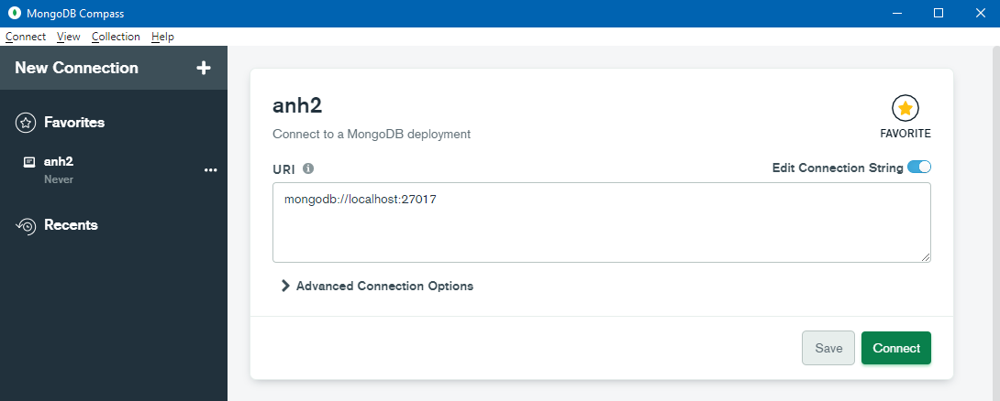 MongoDB Compass
Connect View Collection Help
New Connection
Favorites
anh2
Never
Recents
anh2
Connect to a MongoDB deployment
FAVORITE
URI
Edit Connection String
mongodb://localhost:27017
Advanced Connection Options
Save
Connect